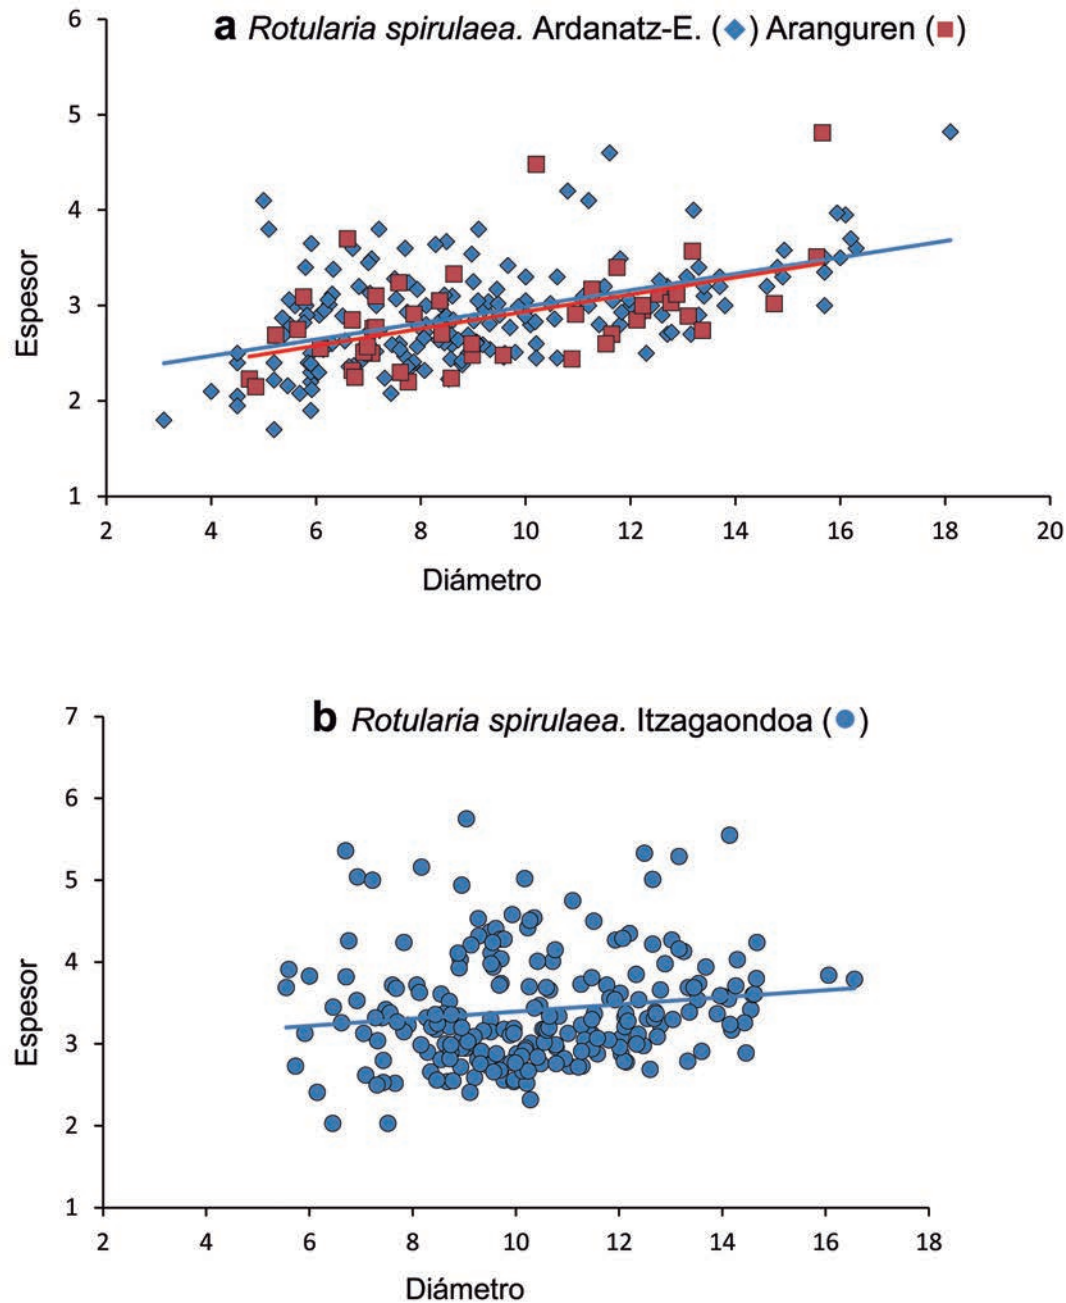 a Rotularia spirulaea. Ardanatz-E. (◆) Aranguren (■)
6
5
4
3
2
1
Espesor
2 4 6 8 10 12 14 16 18 20
Diámetro
b Rotularia spirulaea. Itzagaondoa (●)
7
6
5
4
3
2
1
Espesor
2 4 6 8 10 12 14 16 18
Diámetro